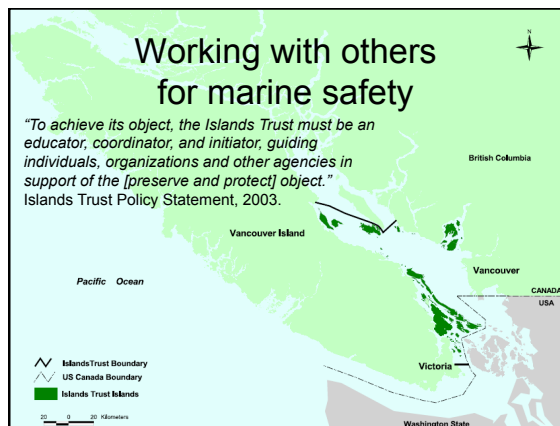 Working with others
for marine safety
N
“To achieve its object, the Islands Trust must be an
educator, coordinator, and initiator, guiding
individuals, organizations and other agencies in
support of the [preserve and protect] object.”
Islands Trust Policy Statement, 2003.
British Columbia
Vancouver Island
Vancouver
Pacific Ocean
CANADA
USA
IslandsTrust Boundary
US Canada Boundary
Islands Trust Islands
Victoria
20 0 20 Kilometers
Washington State